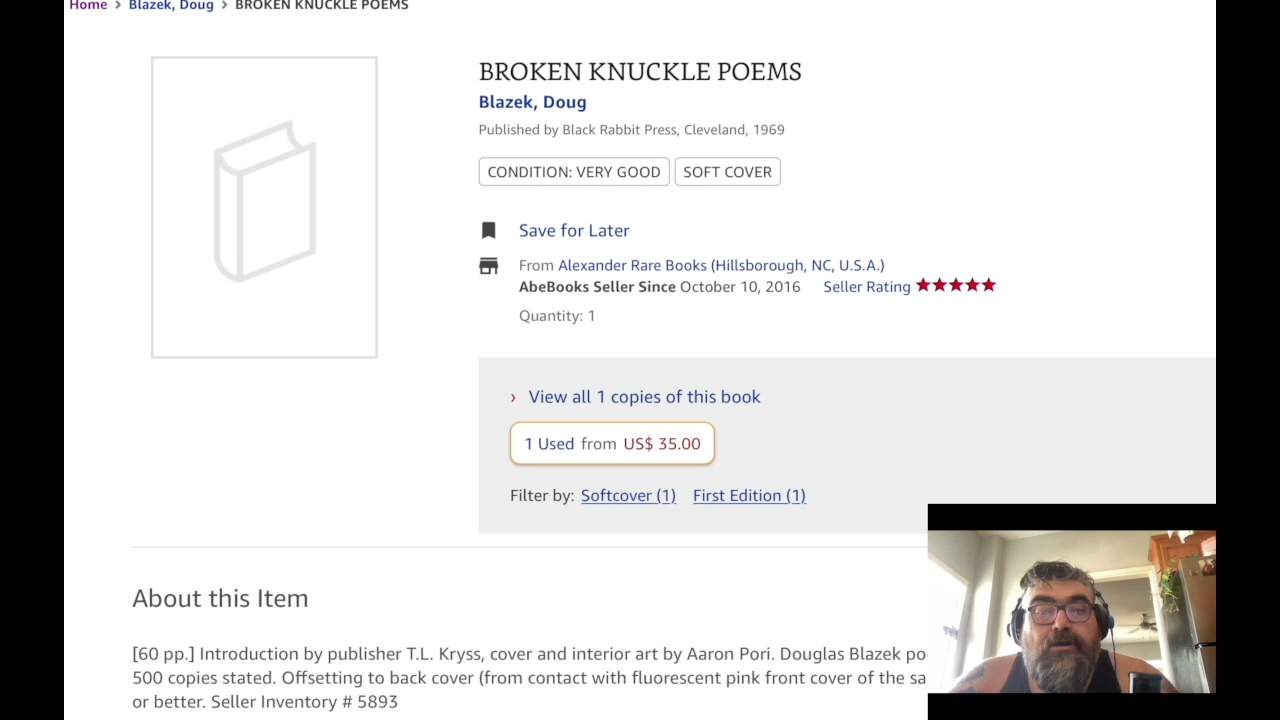 Home > Blazek, Doug > BROKEN KNUCKLE POEMS
BROKEN KNUCKLE POEMS
Blazek, Doug
Published by Black Rabbit Press, Cleveland, 1969
CONDITION: VERY GOOD SOFT COVER
Save for Later
From Alexander Rare Books (Hillsborough, NC, U.S.A.)
AbeBooks Seller Since October 10, 2016 Seller Rating
Quantity: 1
› View all 1 copies of this book
1 Used from US$ 35.00
Filter by: Softcover (1) First Edition (1)
About this Item
[60 pp.] Introduction by publisher T.L. Kryss, cover and interior art by Aaron Pori. Douglas Blazek po
500 copies stated. Offsetting to back cover (from contact with fluorescent pink front cover of the sa
or better. Seller Inventory # 5893